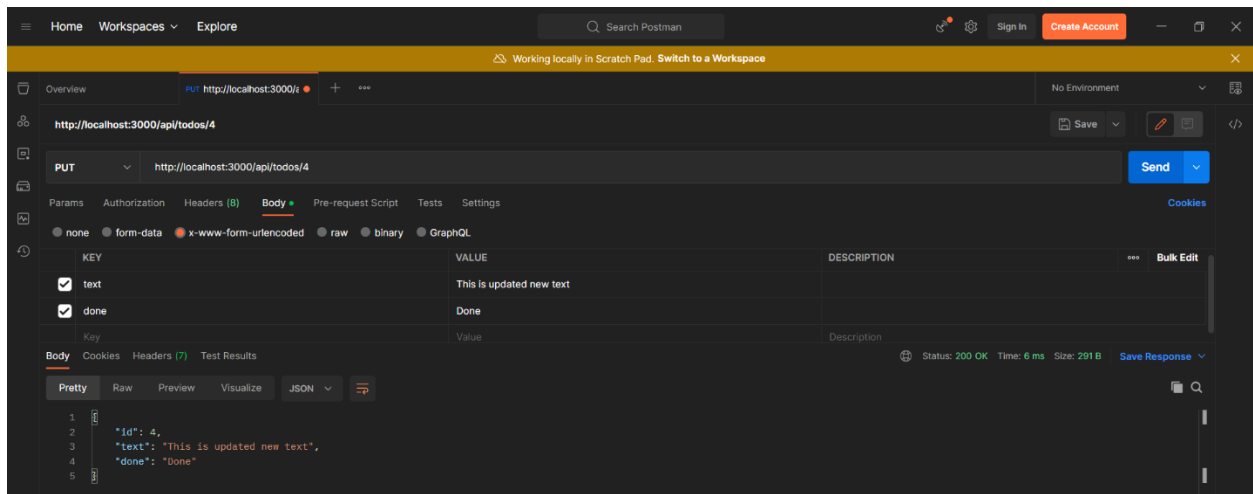 Home Workspaces Explore Search Postman Sign In Create Account
Working locally in Scratch Pad. Switch to a Workspace
Overview PUT http://localhost:3000/a No Environment
http://localhost:3000/api/todos/4 Save
PUT http://localhost:3000/api/todos/4 Send
Params Authorization Headers (8) Body Pre-request Script Tests Settings Cookies
none form-data x-www-form-urlencoded raw binary GraphQL
KEY VALUE DESCRIPTION Bulk Edit
text This is updated new text
done Done
Key Value Description
Body Cookies Headers (7) Test Results Status: 200 OK Time: 6 ms Size: 291 B Save Response
Pretty Raw Preview Visualize JSON
1 {
2 "id": 4,
3 "text": "This is updated new text",
4 "done": "Done"
5 }